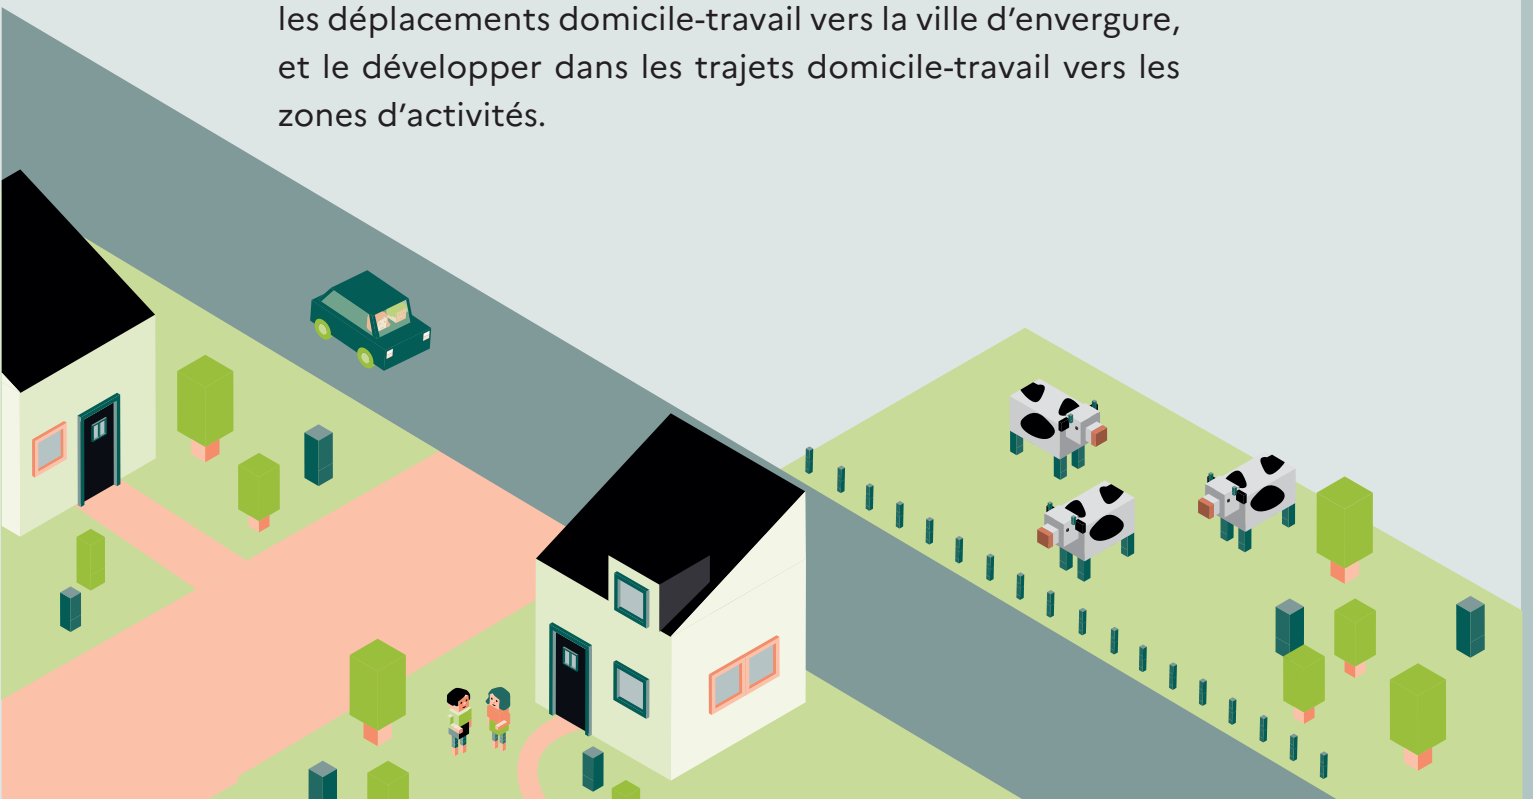 les déplacements domicile-travail vers la ville d’envergure,
et le développer dans les trajets domicile-travail vers les
zones d’activités.